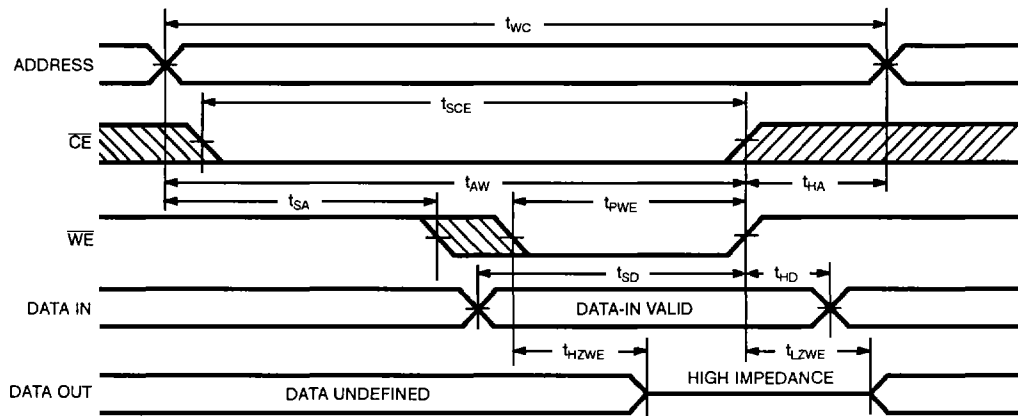 tWC
ADDRESS
tSCE
CE
tAW
tHA
tSA
tPWE
WE
tSD
tHD
DATA IN
DATA-IN VALID
tHZWE
tLZWE
HIGH IMPEDANCE
DATA OUT
DATA UNDEFINED